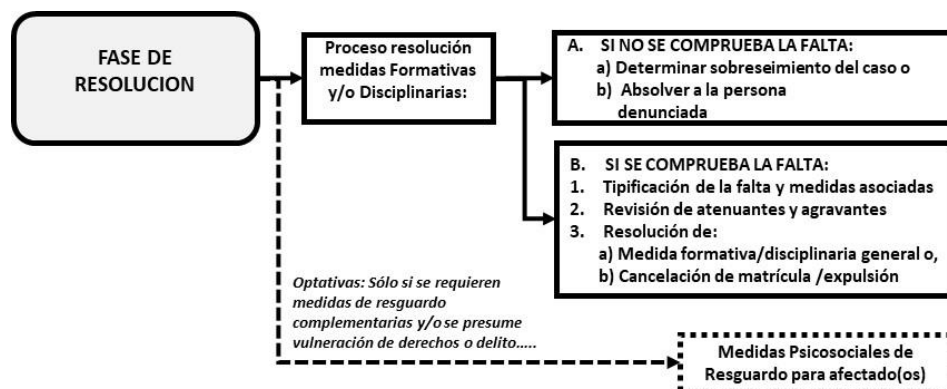 FASE DE
RESOLUCION
Proceso resolución
medidas Formativas
y/o Disciplinarias:
A. SI NO SE COMPRUEBA LA FALTA:
a) Determinar sobreseimiento del caso o
b) Absolver a la persona
denunciada
B. SI SE COMPRUEBA LA FALTA:
1. Tipificación de la falta y medidas asociadas
2. Revisión de atenuantes y agravantes
3. Resolución de:
a) Medida formativa/disciplinaria general o,
b) Cancelación de matrícula /expulsión
Optativas: Sólo si se requieren
medidas de resguardo
complementarias y/o se presume
vulneración de derechos o delito.....
Medidas Psicosociales de
Resguardo para afectado(os)